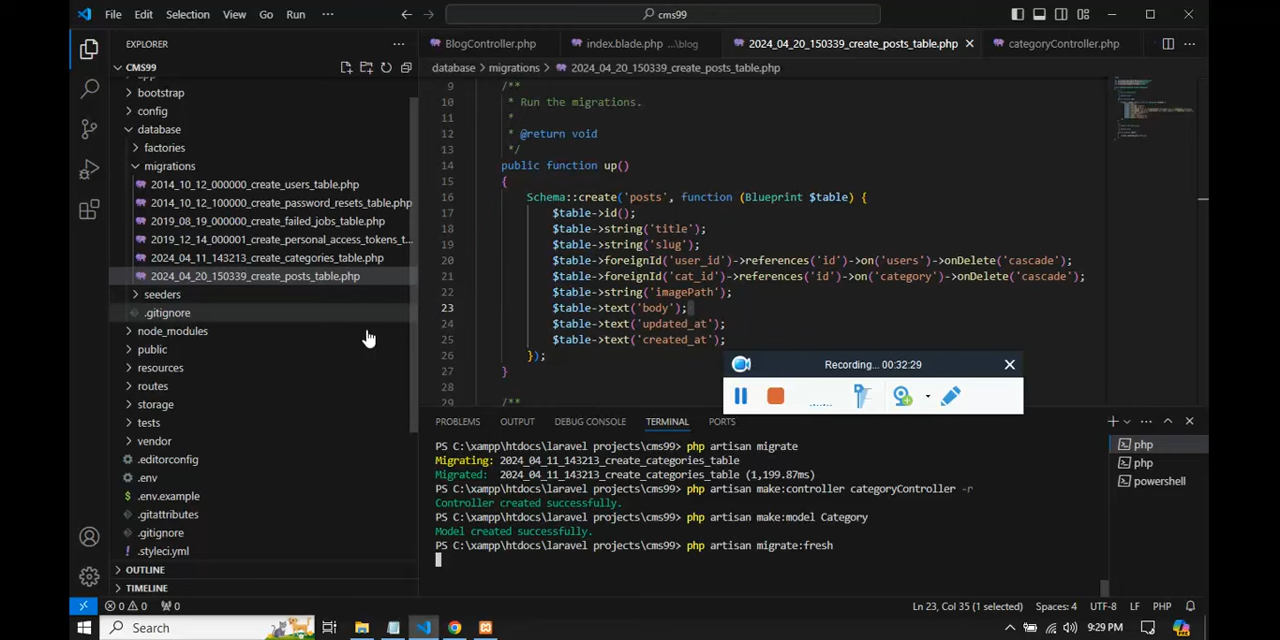 File Edit Selection View Go Run ··· cms99
EXPLORER ···
CMS99
app
bootstrap
config
database
factories
migrations
2014_10_12_000000_create_users_table.php
2014_10_12_100000_create_password_resets_table.php
2019_08_19_000000_create_failed_jobs_table.php
2019_12_14_000001_create_personal_access_tokens_t...
2024_04_11_143213_create_categories_table.php
2024_04_20_150339_create_posts_table.php
seeders
.gitignore
node_modules
public
resources
routes
storage
tests
vendor
.editorconfig
.env
.env.example
.gitattributes
.gitignore
.styleci.yml
OUTLINE
TIMELINE
BlogController.php index.blade.php ...\blog 2024_04_20_150339_create_posts_table.php categoryController.php
database > migrations > 2024_04_20_150339_create_posts_table.php
9 /**
10 * Run the migrations.
11 *
12 * @return void
13 */
14 public function up()
15 {
16 Schema::create('posts', function (Blueprint $table) {
17 $table->id();
18 $table->string('title');
19 $table->string('slug');
20 $table->foreignId('user_id')->references('id')->on('users')->onDelete('cascade');
21 $table->foreignId('cat_id')->references('id')->on('category')->onDelete('cascade');
22 $table->string('imagePath');
23 $table->text('body');
24 $table->text('updated_at');
25 $table->text('created_at');
26 });
27 }
28
29 /**
Recording... 00:32:29
PROBLEMS OUTPUT DEBUG CONSOLE TERMINAL PORTS
PS C:\xampp\htdocs\laravel projects\cms99> php artisan migrate
Migrating: 2024_04_11_143213_create_categories_table
Migrated: 2024_04_11_143213_create_categories_table (1,199.87ms)
PS C:\xampp\htdocs\laravel projects\cms99> php artisan make:controller categoryController -r
Controller created successfully.
PS C:\xampp\htdocs\laravel projects\cms99> php artisan make:model Category
Model created successfully.
PS C:\xampp\htdocs\laravel projects\cms99> php artisan migrate:fresh
php
php
powershell
0 0 0 Ln 23, Col 35 (1 selected) Spaces: 4 UTF-8 LF PHP
Search 9:29 PM